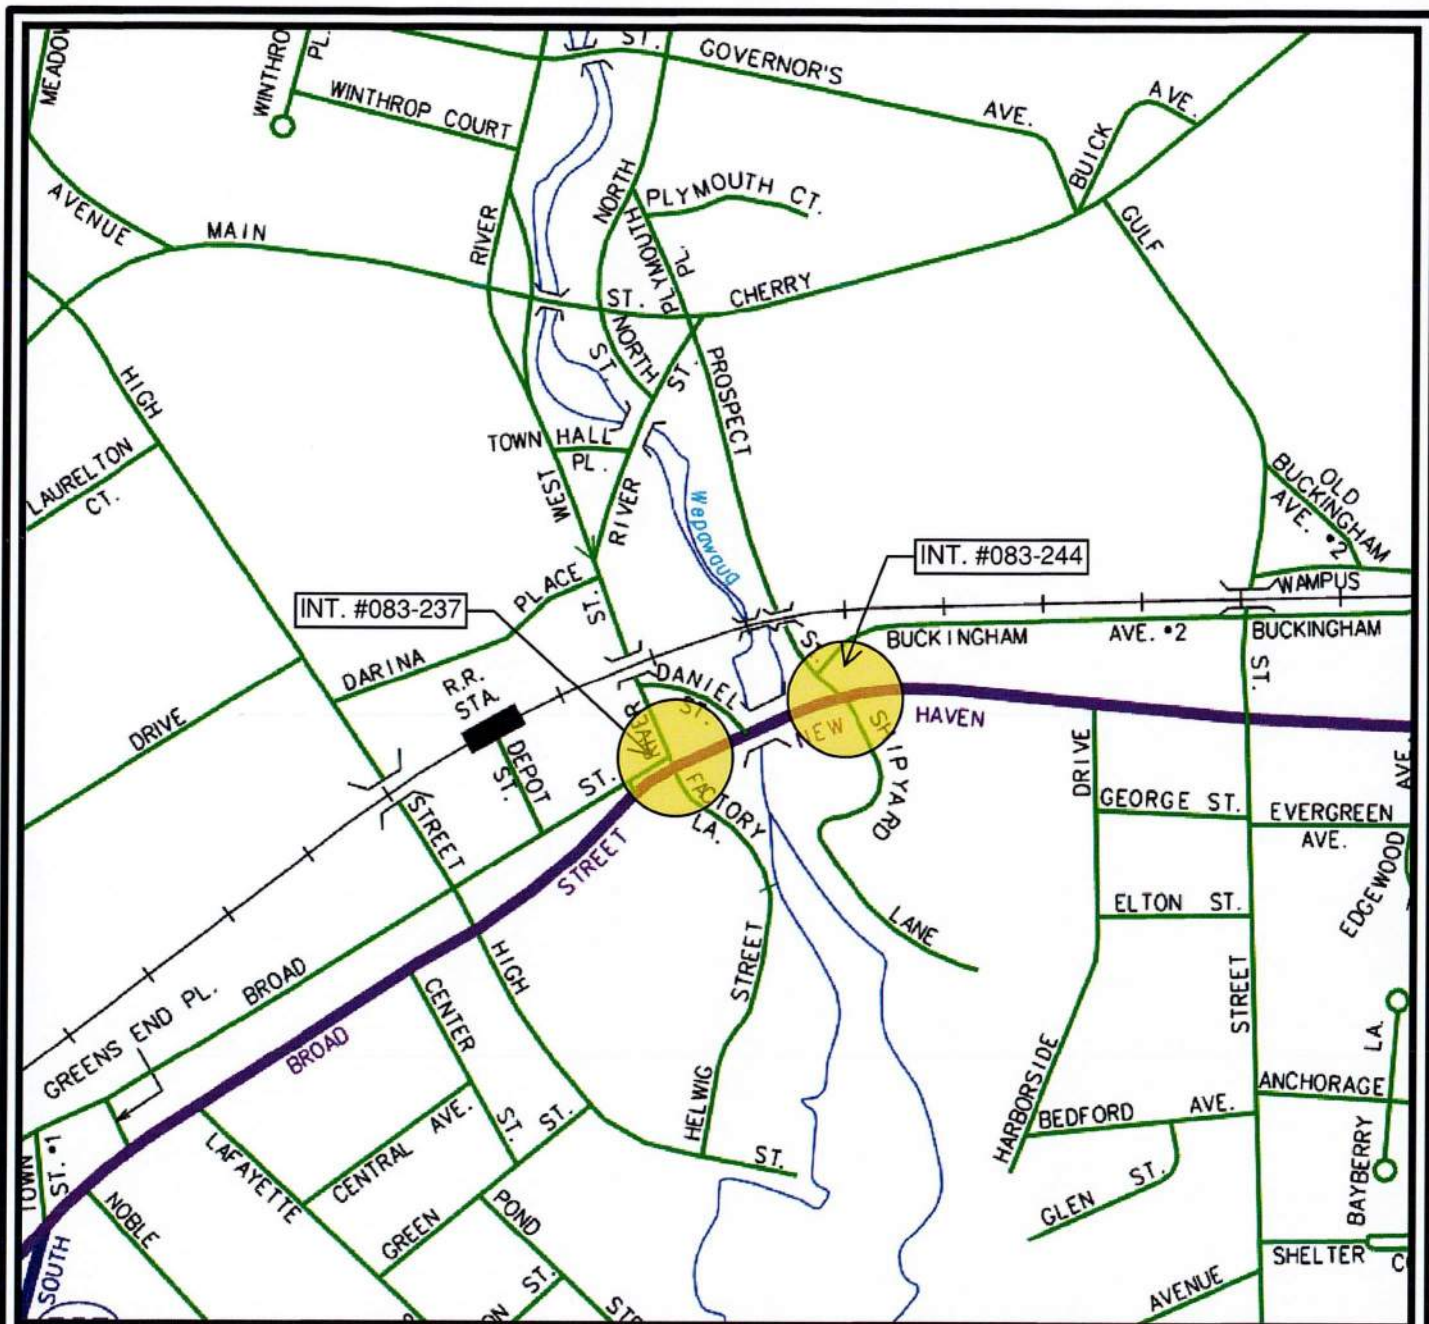 MEADOW
WINTHROP
PL.
WINTHROP COURT
ST.
GOVERNOR'S
AVE.
BUICK
AVE.
AVENUE
MAIN
RIVER
NORTH
PLYMOUTH CT.
PLYMOUTH
PL.
GULF
ST.
CHERRY
NORTH
ST.
ST.
PROSPECT
HIGH
LAURELTON
CT.
TOWN HALL
PL.
WEST
RIVER
Wepawaug
OLD
BUCKINGHAM
AVE. #2
WAMPUS
INT. #083-244
INT. #083-237
PLACE
ST.
DARINA
ST.
BUCKINGHAM
AVE. #2
BUCKINGHAM
ST.
R.R.
STA.
DANIEL
ST.
RIVER
NEW
HAVEN
DRIVE
DEPOT
ST.
ST.
FACTORY
LA.
SHIPYARD
DRIVE
GEORGE ST.
EVERGREEN
AVE.
AVE.
STREET
STREET
EDGEWOOD
ELTON ST.
LANE
HIGH
STREET
STREET
GREENS END PL.
BROAD
BROAD
CENTER
ST.
HARBORSIDE
LA.
ANCHORAGE
HELWIG
BEDFORD AVE.
ST.
ST.
CENTRAL AVE.
LAFAYETTE
TOWN
ST. #1
NOBLE
GREEN
POND
GLEN ST.
BAYBERRY
SHELTER
SOUTH
ST.
AVENUE